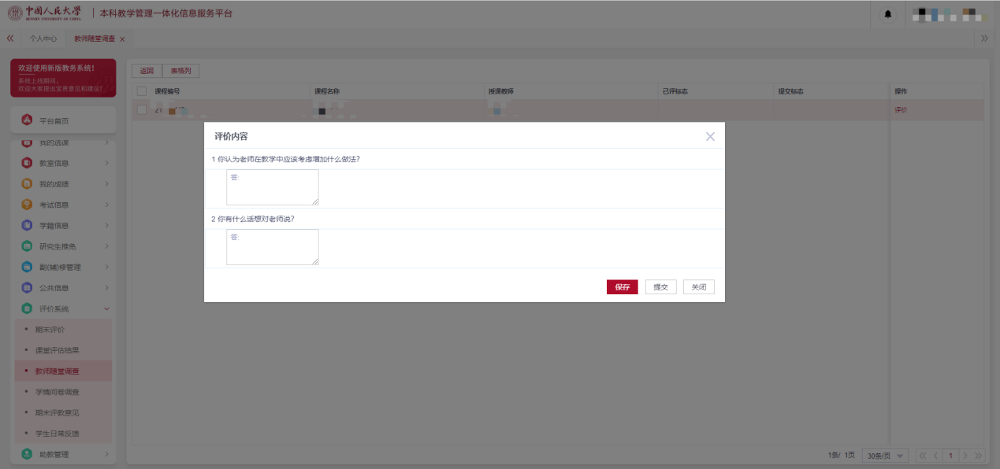 中国人民大学
RENMIN UNIVERSITY OF CHINA
本科教学管理一体化信息服务平台
个人中心 教师随堂调查
欢迎使用新版教务系统!
系统上线期间,
欢迎大家提出宝贵意见和建议!
平台首页
我的选课
教室信息
我的成绩
考试信息
学籍信息
研究生推免
副(辅)修管理
公共信息
评价系统
期末评价
课堂评估结果
教师随堂调查
学情问卷调查
期末评教意见
学生日常反馈
助教管理
返回 表格列
课程编号 课程名称 授课教师 已评标志 提交标志 操作
评价
评价内容
1 你认为老师在教学中应该考虑增加什么做法?
答:
2 你有什么话想对老师说?
答:
保存 提交 关闭
1条/ 1页 30条/页 1